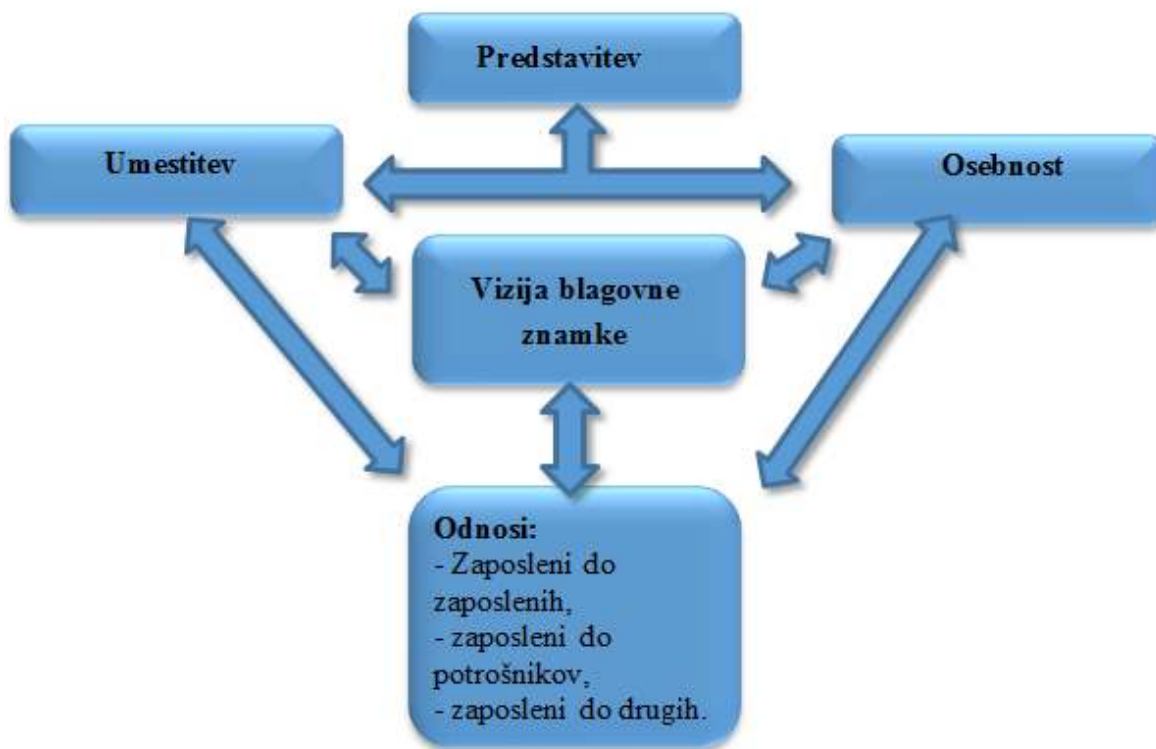 Predstavitev
Umestitev
Osebnost
Vizija blagovne
znamke
Odnosi:
- Zaposleni do
zaposlenih,
- zaposleni do
potrošnikov,
- zaposleni do drugih.